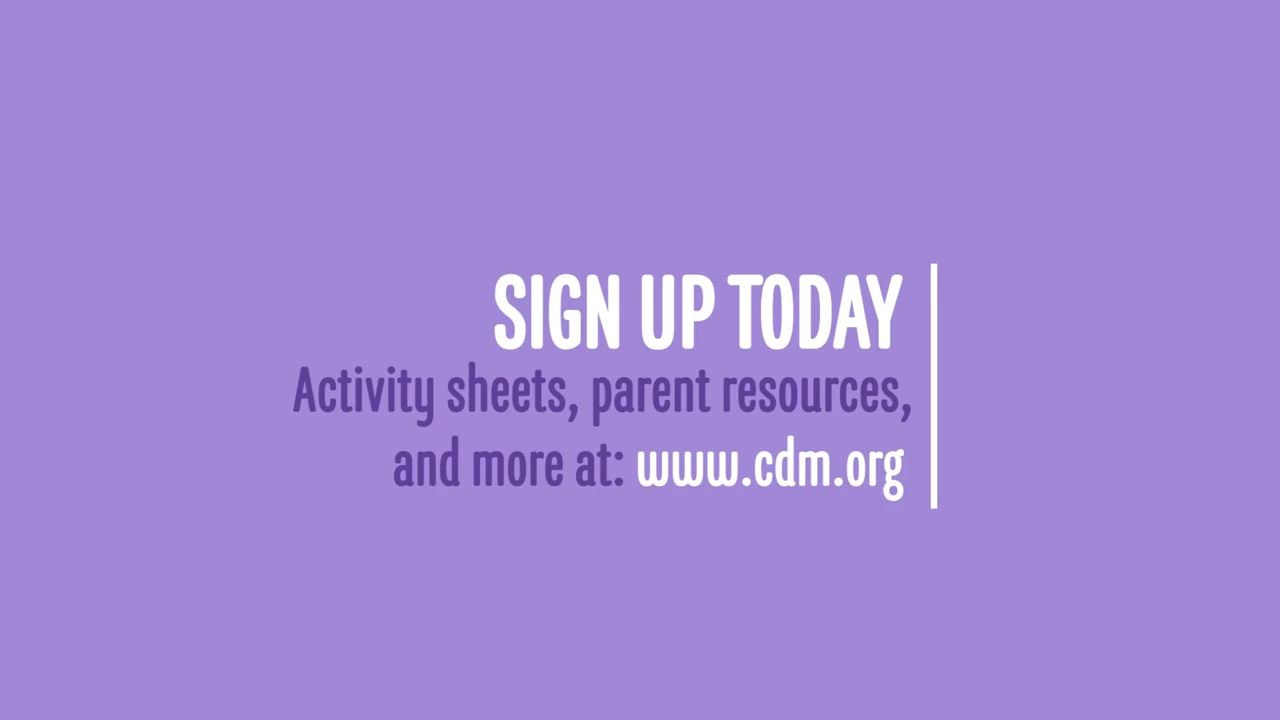 SIGN UP TODAY
Activity sheets, parent resources,
and more at: www.cdm.org